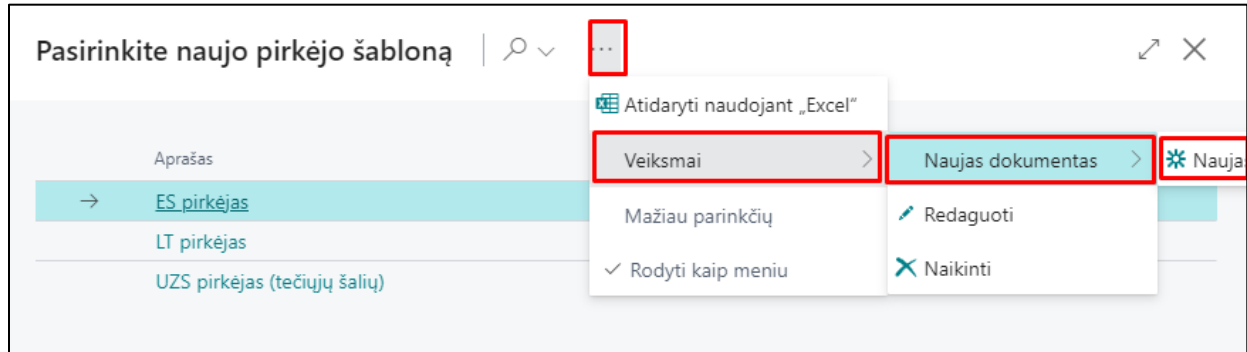 Pasirinkite naujo pirkėjo šabloną
Atidaryti naudojant „Excel“
Aprašas
Veiksmai
Naujas dokumentas
Nauja
ES pirkėjas
Mažiau parinkčių
Redaguoti
LT pirkėjas
Rodyti kaip meniu
Naikinti
UZS pirkėjas (tečiųjų šalių)